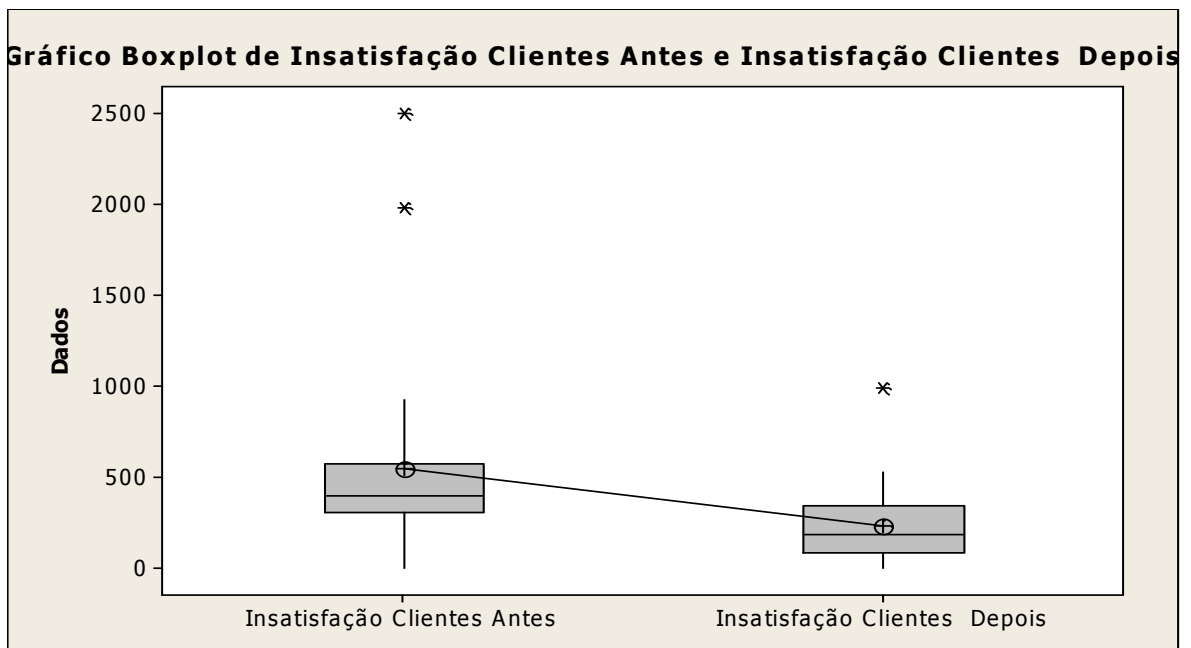 Gráfico Boxplot de Insatisfação Clientes Antes e Insatisfação Clientes  Depois
2500
2000
1500
1000
500
0
Dados
Insatisfação Clientes Antes
Insatisfação Clientes  Depois